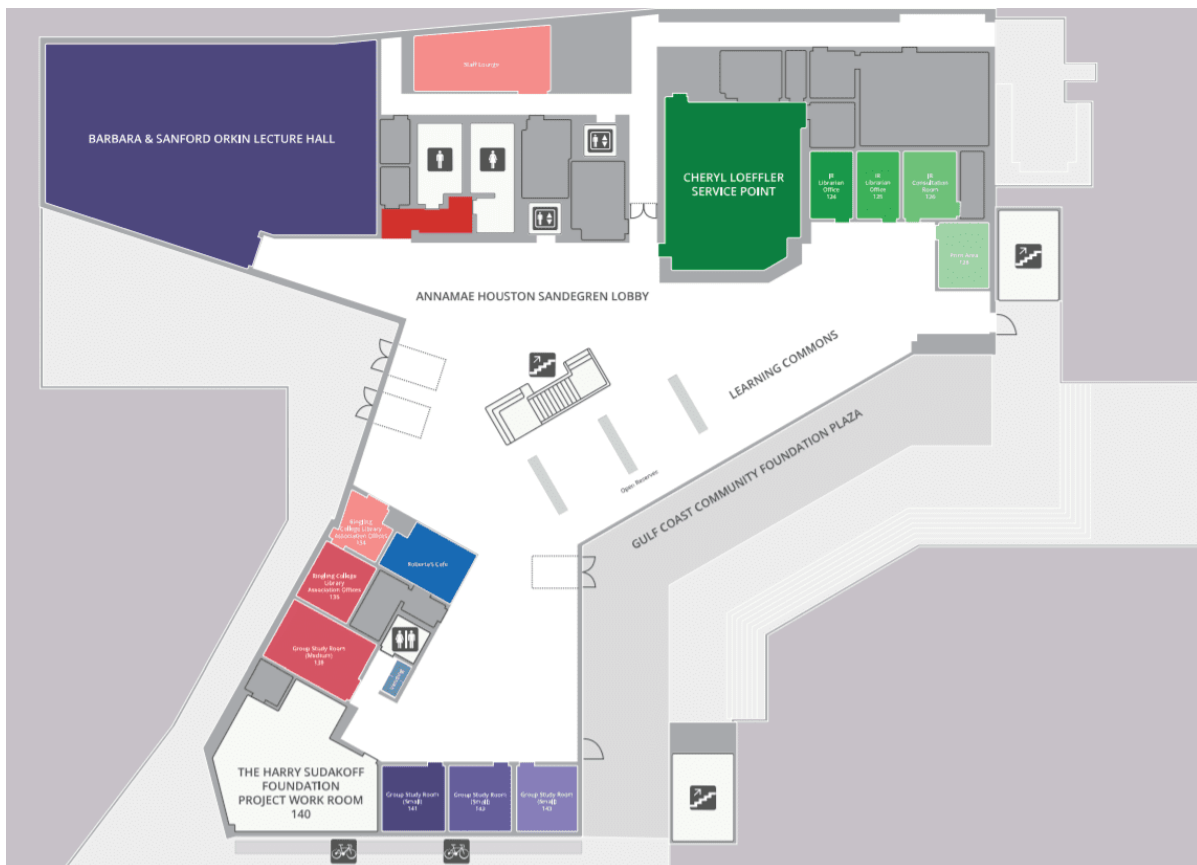 Staff Lounge
BARBARA & SANFORD ORKIN LECTURE HALL
CHERYL LOEFFLER
SERVICE POINT
Librarian
Office
Librarian
Office
Consultation
Room
ANNAMAE HOUSTON SANDEGREN LOBBY
LEARNING COMMONS
Open Reserves
GULF COAST COMMUNITY FOUNDATION PLAZA
Ringling
College Library
Association Offices
Roberta's Cafe
Ringling College
Library
Association Offices
135
Group Study Room
(Medium)
THE HARRY SUDAKOFF
FOUNDATION
PROJECT WORK ROOM
140
Group Study Room
(Small)
141
Group Study Room
(Small)
142
Group Study Room
(Small)
143